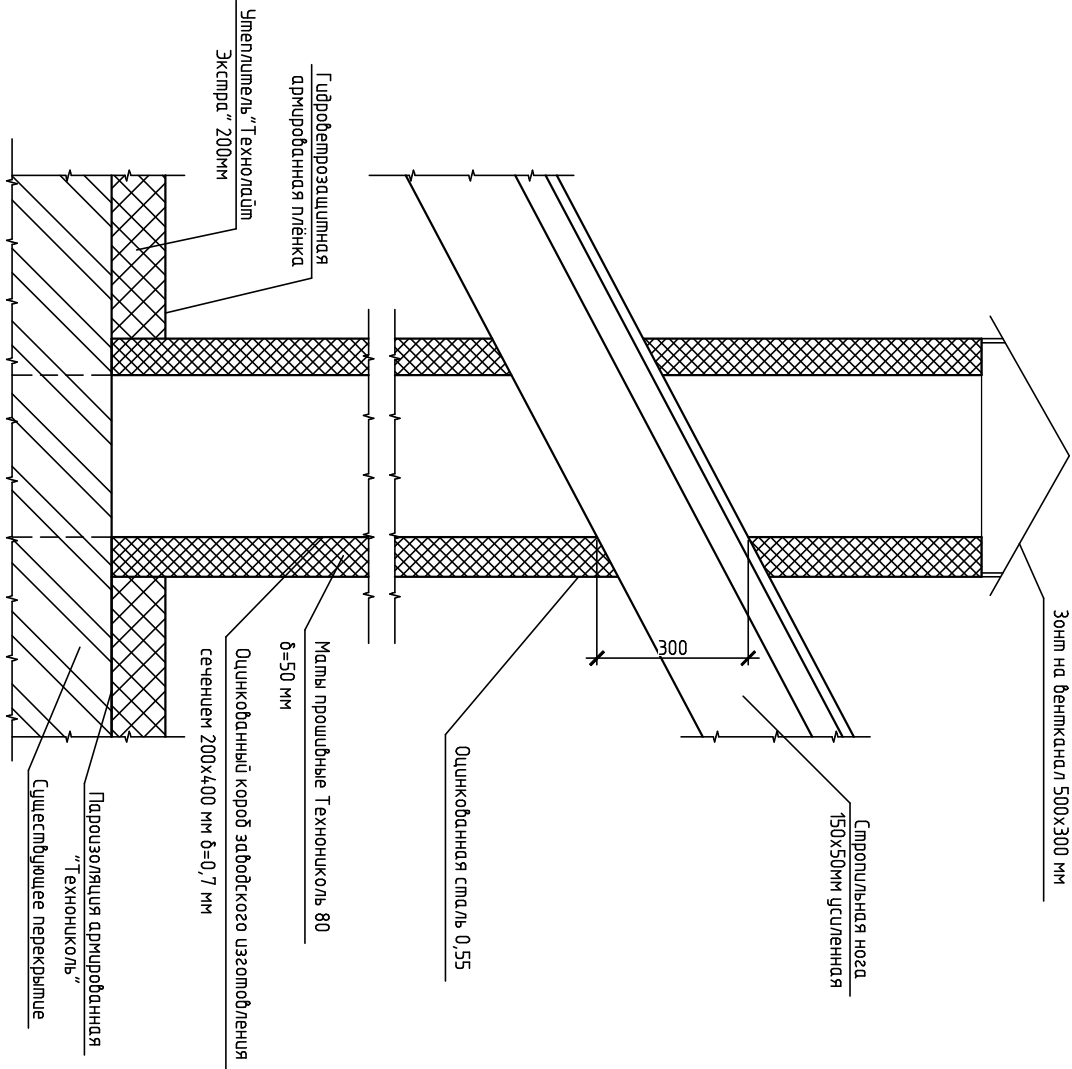 Зонт на вентканал 500х300 мм
Стропильная нога
150х50мм усиленная
300
Оцинкованная сталь 0,55
Гидроветрозащитная
армированная плёнка
Утеплитель"Технолайт
Экстра" 200мм
Маты прошивные Технониколь 80
δ=50 мм
Оцинкованный короб заводского изготовления
сечением 200х400 мм δ=0,7 мм
Пароизоляция армированная
"Технониколь"
Существующее перекрытие